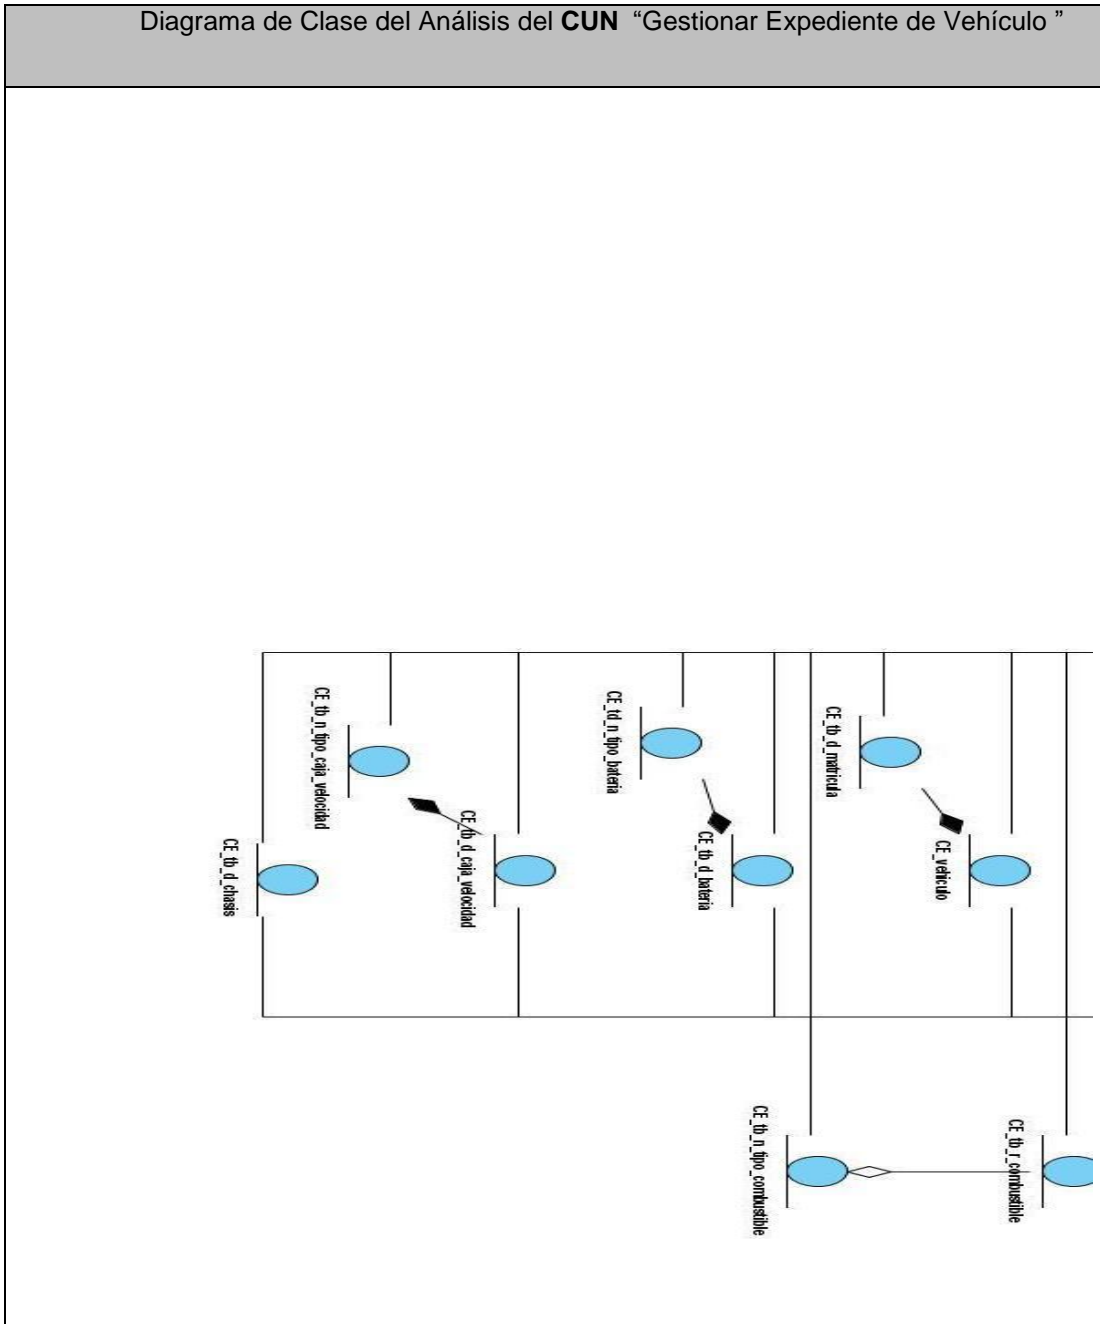 Diagrama de Clase del Análisis del CUN “Gestionar Expediente de Vehículo ”
CE_tb_n_tipo_caja_velocidad
CE_td_n_tipo_bateria
CE_tb_d_matricula
CE_tb_d_chasis
CE_tb_d_caja_velocidad
CE_tb_d_bateria
CE_vehiculo
CE_tb_n_tipo_combustible
CE_tb_r_combustible